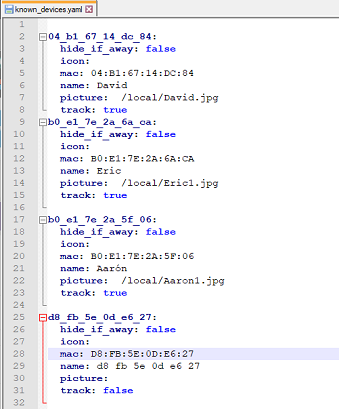 known_devices.yaml
1
2 04_b1_67_14_dc_84:
3 hide_if_away: false
4 icon:
5 mac: 04:B1:67:14:DC:84
6 name: David
7 picture: /local/David.jpg
8 track: true
9 b0_e1_7e_2a_6a_ca:
10 hide_if_away: false
11 icon:
12 mac: B0:E1:7E:2A:6A:CA
13 name: Eric
14 picture: /local/Eric1.jpg
15 track: true
16
17 b0_e1_7e_2a_5f_06:
18 hide_if_away: false
19 icon:
20 mac: B0:E1:7E:2A:5F:06
21 name: Aarón
22 picture: /local/Aaron1.jpg
23 track: true
24
25 d8_fb_5e_0d_e6_27:
26 hide_if_away: false
27 icon:
28 mac: D8:FB:5E:0D:E6:27
29 name: d8 fb 5e 0d e6 27
30 picture:
31 track: false
32